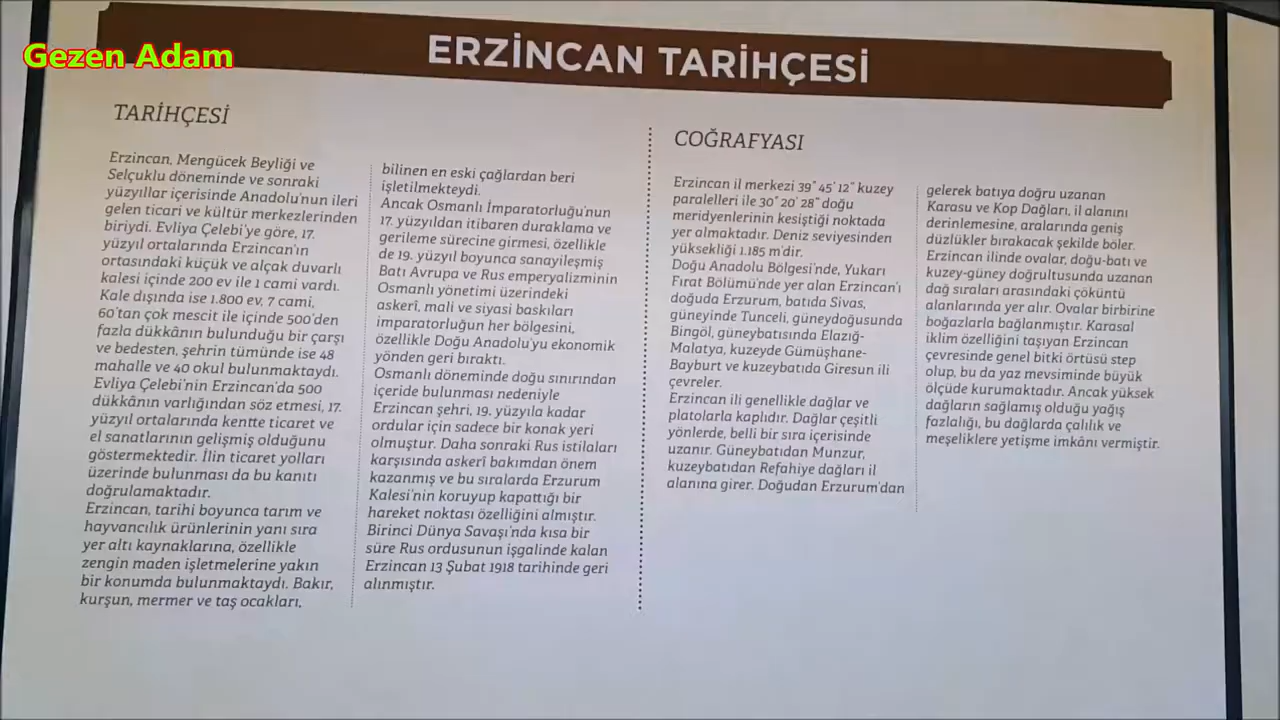 Gezen Adam
ERZİNCAN TARİHÇESİ
TARİHÇESİ
Erzincan, Mengücek Beyliği ve
Selçuklu döneminde ve sonraki
yüzyıllar içerisinde Anadolu'nun ileri
gelen ticari ve kültür merkezlerinden
biriydi. Evliya Çelebi'ye göre, 17.
yüzyıl ortalarında Erzincan'ın
ortasındaki küçük ve alçak duvarlı
kalesi içinde 200 ev ile 1 cami vardı.
Kale dışında ise 1.800 ev, 7 cami,
60'tan çok mescit ile içinde 500'den
fazla dükkânın bulunduğu bir çarşı
ve bedesten, şehrin tümünde ise 48
mahalle ve 40 okul bulunmaktaydı.
Evliya Çelebi'nin Erzincan'da 500
dükkânın varlığından söz etmesi, 17.
yüzyıl ortalarında kentte ticaret ve
el sanatlarının gelişmiş olduğunu
göstermektedir. İlin ticaret yolları
üzerinde bulunması da bu kanıtı
doğrulamaktadır.
Erzincan, tarihi boyunca tarım ve
hayvancılık ürünlerinin yanı sıra
yer altı kaynaklarına, özellikle
zengin maden işletmelerine yakın
bir konumda bulunmaktaydı. Bakır,
kurşun, mermer ve taş ocakları,
bilinen en eski çağlardan beri
işletilmekteydi.
Ancak Osmanlı İmparatorluğu'nun
17. yüzyıldan itibaren duraklama ve
gerileme sürecine girmesi, özellikle
de 19. yüzyıl boyunca sanayileşmiş
Batı Avrupa ve Rus emperyalizminin
Osmanlı yönetimi üzerindeki
askerî, mali ve siyasi baskıları
imparatorluğun her bölgesini,
özellikle Doğu Anadolu'yu ekonomik
yönden geri bıraktı.
Osmanlı döneminde doğu sınırından
içeride bulunması nedeniyle
Erzincan şehri, 19. yüzyıla kadar
ordular için sadece bir konak yeri
olmuştur. Daha sonraki Rus istilaları
karşısında askerî bakımdan önem
kazanmış ve bu sıralarda Erzurum
Kalesi'nin koruyup kapattığı bir
hareket noktası özelliğini almıştır.
Birinci Dünya Savaşı'nda kısa bir
süre Rus ordusunun işgalinde kalan
Erzincan 13 Şubat 1918 tarihinde geri
alınmıştır.
COĞRAFYASI
Erzincan il merkezi 39° 45' 12" kuzey
paralelleri ile 30° 20' 28" doğu
meridyenlerinin kesiştiği noktada
yer almaktadır. Deniz seviyesinden
yüksekliği 1.185 m'dir.
Doğu Anadolu Bölgesi'nde, Yukarı
Fırat Bölümü'nde yer alan Erzincan'ı
doğuda Erzurum, batıda Sivas,
güneyinde Tunceli, güneydoğusunda
Bingöl, güneybatısında Elazığ-
Malatya, kuzeyde Gümüşhane-
Bayburt ve kuzeybatıda Giresun ili
çevreler.
Erzincan ili genellikle dağlar ve
platolarla kaplıdır. Dağlar çeşitli
yönlerde, belli bir sıra içerisinde
uzanır. Güneybatıdan Munzur,
kuzeybatıdan Refahiye dağları il
alanına girer. Doğudan Erzurum'dan
gelerek batıya doğru uzanan
Karasu ve Kop Dağları, il alanını
derinlemesine, aralarında geniş
düzlükler bırakacak şekilde böler.
Erzincan ilinde ovalar, doğu-batı ve
kuzey-güney doğrultusunda uzanan
dağ sıraları arasındaki çöküntü
alanlarında yer alır. Ovalar birbirine
boğazlarla bağlanmıştır. Karasal
iklim özelliğini taşıyan Erzincan
çevresinde genel bitki örtüsü step
olup, bu da yaz mevsiminde büyük
ölçüde kurumaktadır. Ancak yüksek
dağların sağlamış olduğu yağış
fazlalığı, bu dağlarda çalılık ve
meşeliklere yetişme imkânı vermiştir.